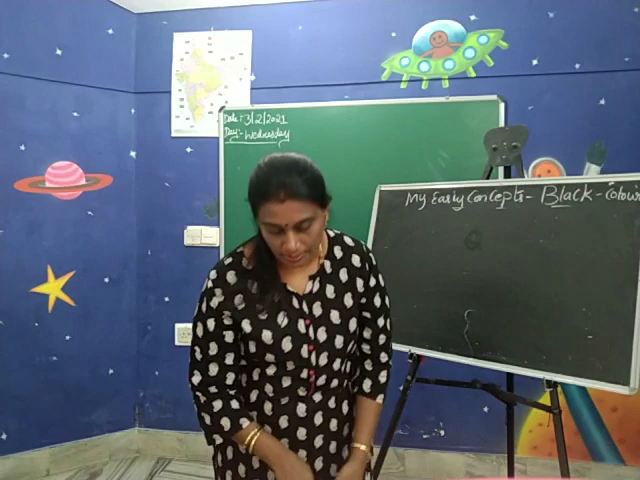 Date: 3/2/2021
Day:- Wednesday
My Early Concepts- Black-Colour